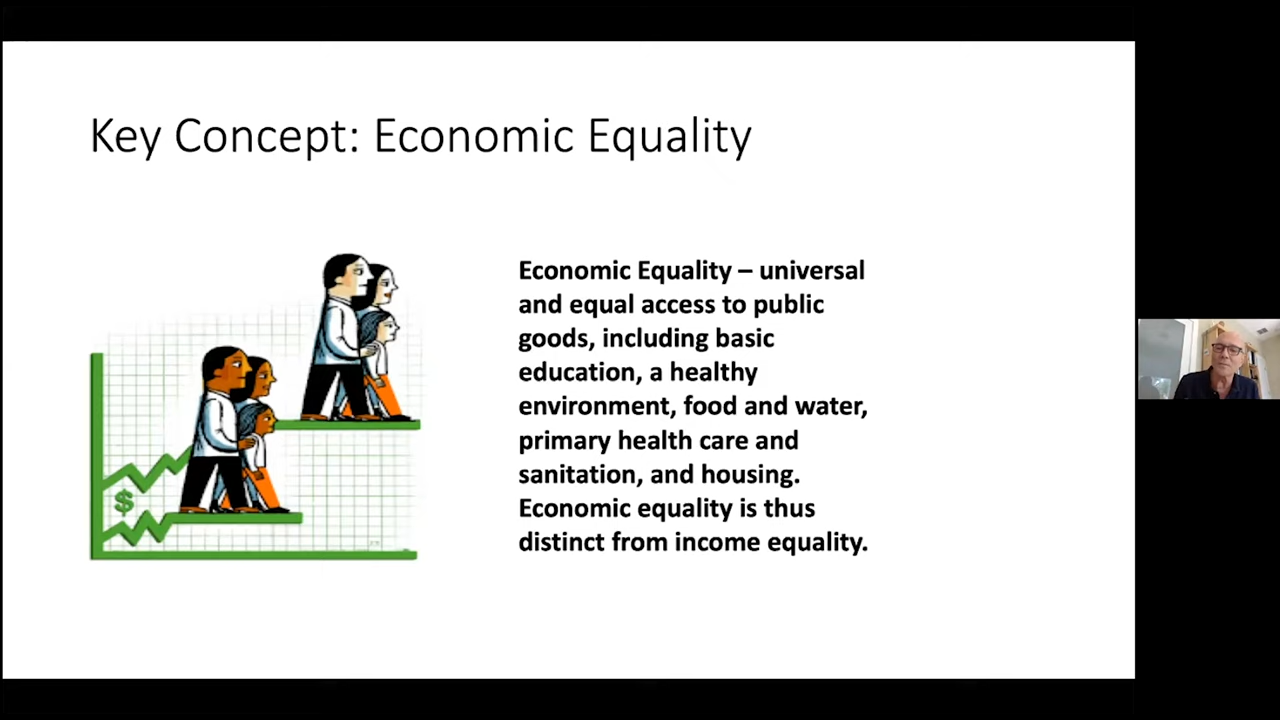 Key Concept: Economic Equality
Economic Equality – universal
and equal access to public
goods, including basic
education, a healthy
environment, food and water,
primary health care and
sanitation, and housing.
Economic equality is thus
distinct from income equality.
$